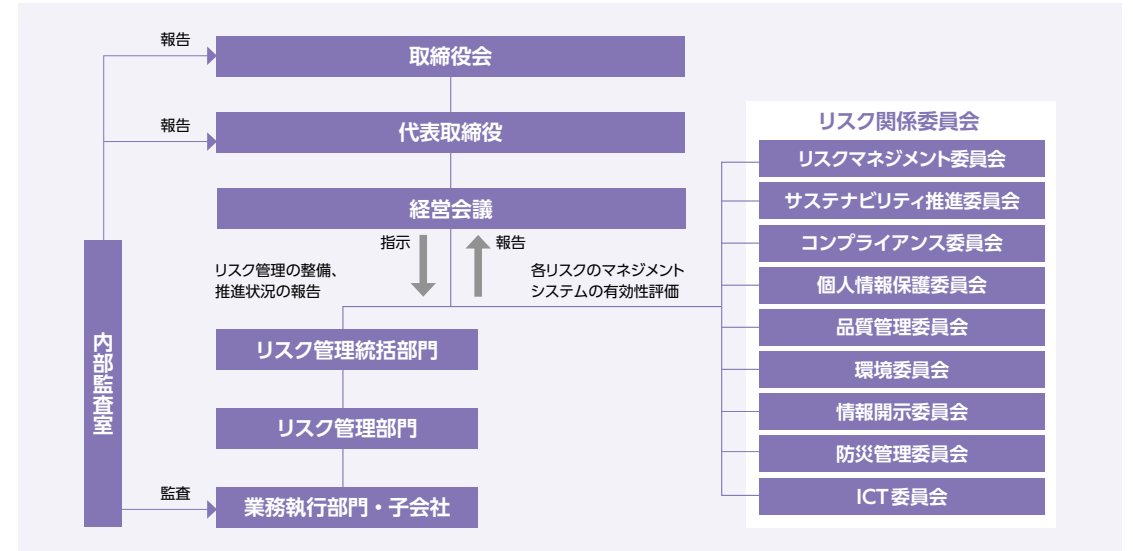 報告
取締役会
報告
代表取締役
経営会議
指示
報告
リスク管理の整備、
推進状況の報告
各リスクのマネジメント
システムの有効性評価
リスク管理統括部門
リスク管理部門
内部監査室
監査
業務執行部門・子会社
リスク関係委員会
リスクマネジメント委員会
サステナビリティ推進委員会
コンプライアンス委員会
個人情報保護委員会
品質管理委員会
環境委員会
情報開示委員会
防災管理委員会
ICT委員会